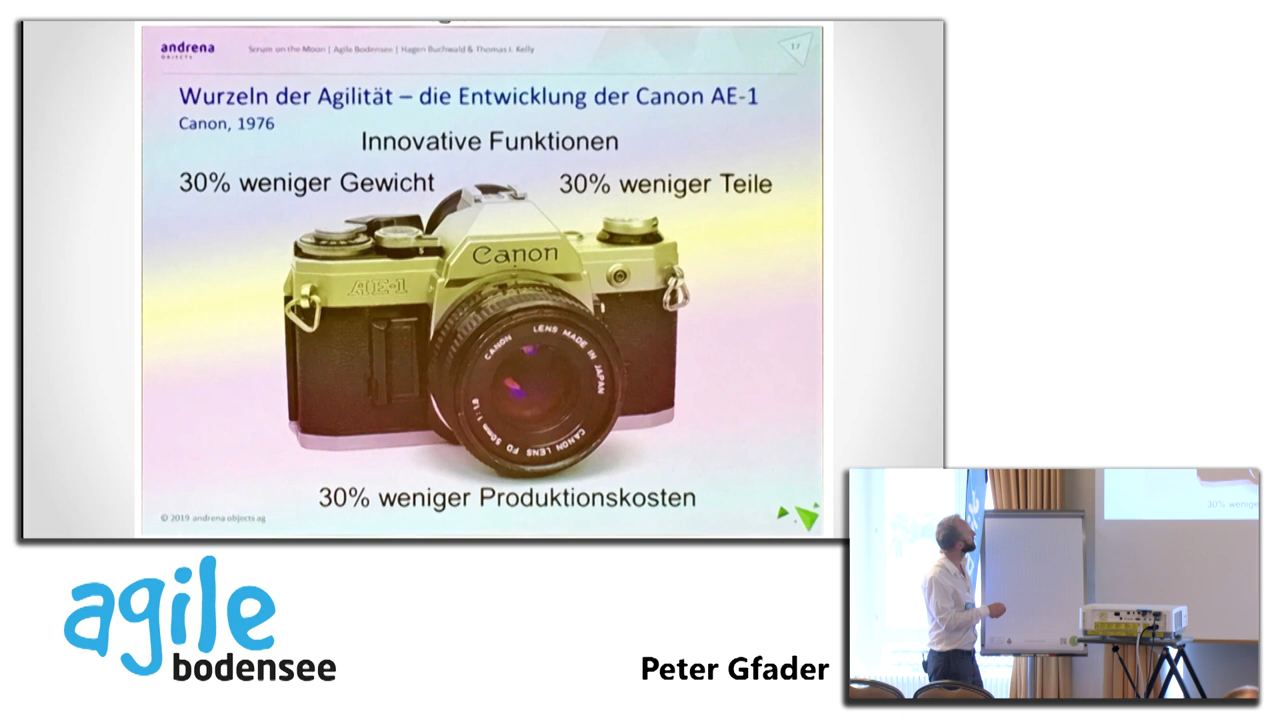 andrena
OBJECTS
Scrum on the Moon | Agile Bodensee | Hagen Buchwald & Thomas J. Kelly
17
Wurzeln der Agilität – die Entwicklung der Canon AE-1
Canon, 1976
Innovative Funktionen
30% weniger Gewicht
30% weniger Teile
Canon
AE-1
CANON LENS MADE IN JAPAN
CANON LENS FD 50mm 1:1.8
30% weniger Produktionskosten
© 2019 andrena objects ag
30% wenige
agile
bodensee
Peter Gfader